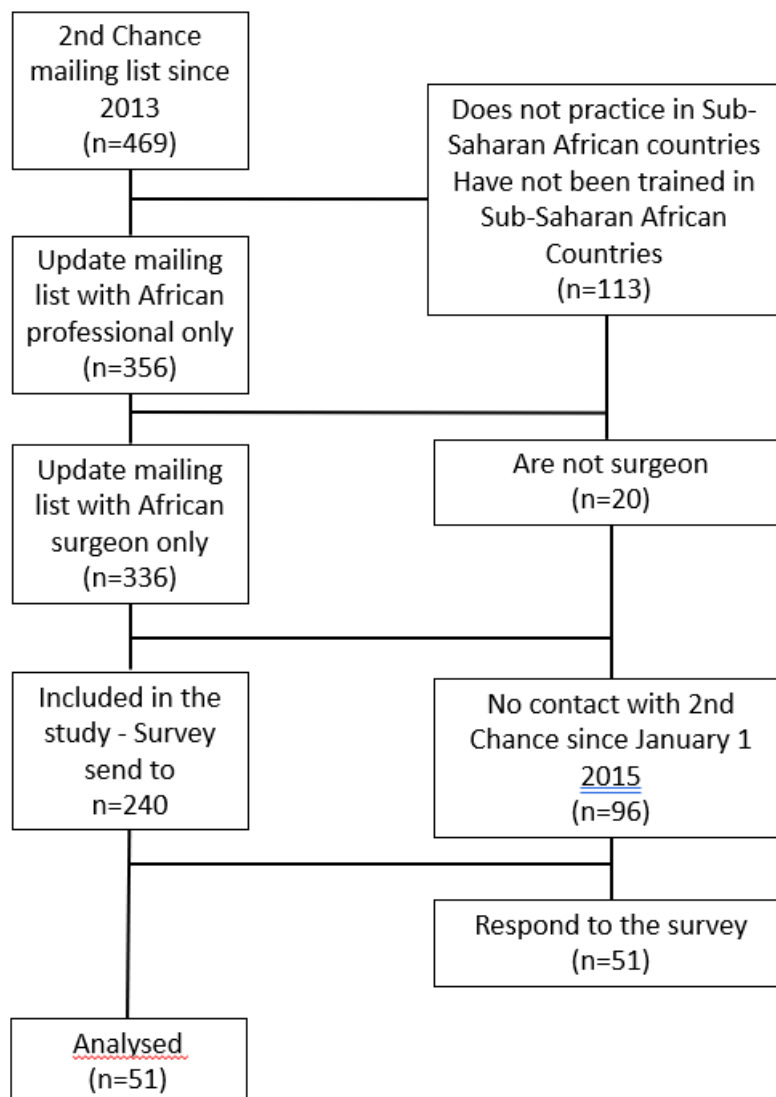 2nd Chance
mailing list since
2013
(n=469)
Does not practice in Sub-
Saharan African countries
Have not been trained in
Sub-Saharan African
Countries
(n=113)
Update mailing
list with African
professional only
(n=356)
Update mailing
list with African
surgeon only
(n=336)
Are not surgeon
(n=20)
Included in the
study - Survey
send to
n=240
No contact with 2nd
Chance since January 1
2015
(n=96)
Respond to the survey
(n=51)
Analysed
(n=51)